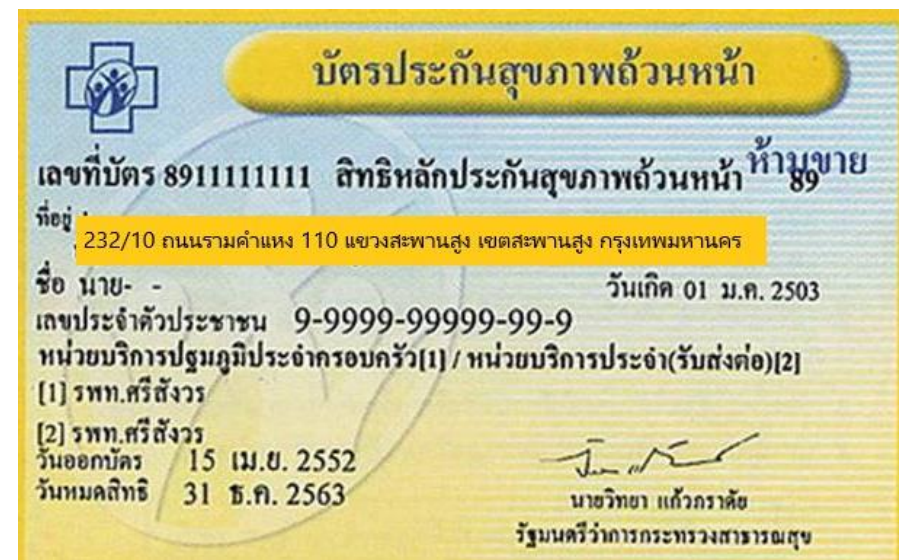 บัตรประกันสุขภาพถ้วนหน้า
เลขที่บัตร 8911111111 สิทธิหลักประกันสุขภาพถ้วนหน้า 89
ห้ามขาย
ที่อยู่
232/10 ถนนรามคำแหง 110 แขวงสะพานสูง เขตสะพานสูง กรุงเทพมหานคร
ชื่อ นาย- - วันเกิด 01 ม.ค. 2503
เลขประจำตัวประชาชน 9-9999-99999-99-9
หน่วยบริการปฐมภูมิประจำครอบครัว[1] / หน่วยบริการประจำ(รับส่งต่อ)[2]
[1] รพท.ศรีสังวร
[2] รพท.ศรีสังวร
วันออกบัตร 15 เม.ย. 2552
วันหมดสิทธิ 31 ธ.ค. 2563
นายวิทยา แก้วภราดัย
รัฐมนตรีว่าการกระทรวงสาธารณสุข